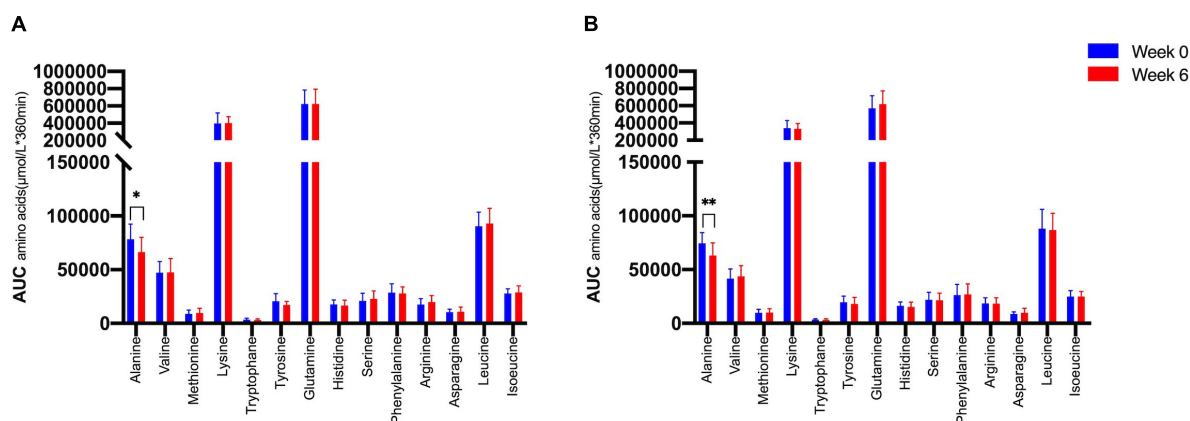 A
B
Week 0
Week 6
1000000
800000
600000
400000
200000
150000
100000
50000
0
AUC amino acids(µmol/L*360min)
*
Alanine
Valine
Methionine
Lysine
Tryptophane
Tyrosine
Glutamine
Histidine
Serine
Phenylalanine
Arginine
Asparagine
Leucine
Isoeucine
1000000
800000
600000
400000
200000
150000
100000
50000
0
AUC amino acids(µmol/L*360min)
**
Alanine
Valine
Methionine
Lysine
Tryptophane
Tyrosine
Glutamine
Histidine
Serine
Phenylalanine
Arginine
Asparagine
Leucine
Isoeucine